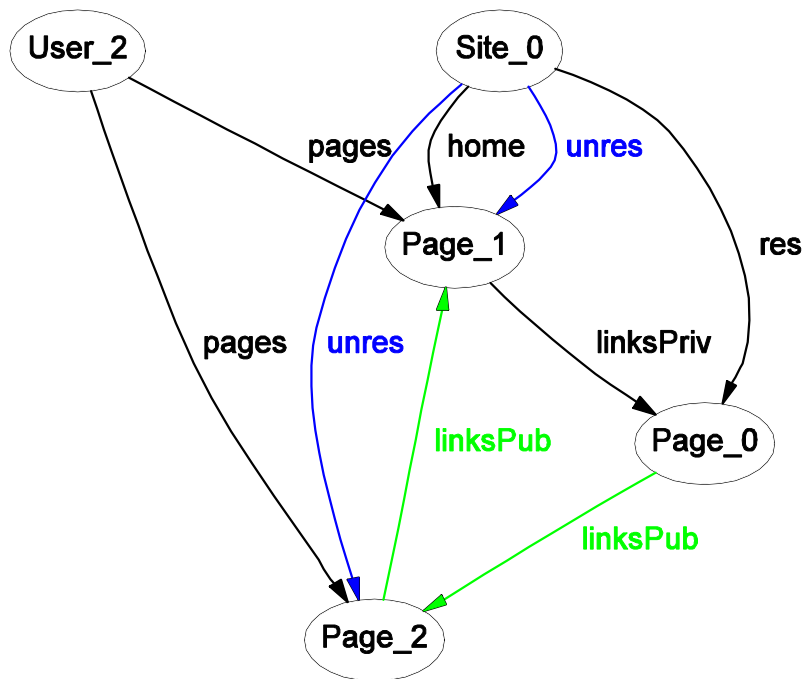 User_2
Site_0
pages
home
unres
res
Page_1
pages
unres
linksPriv
linksPub
Page_0
linksPub
Page_2